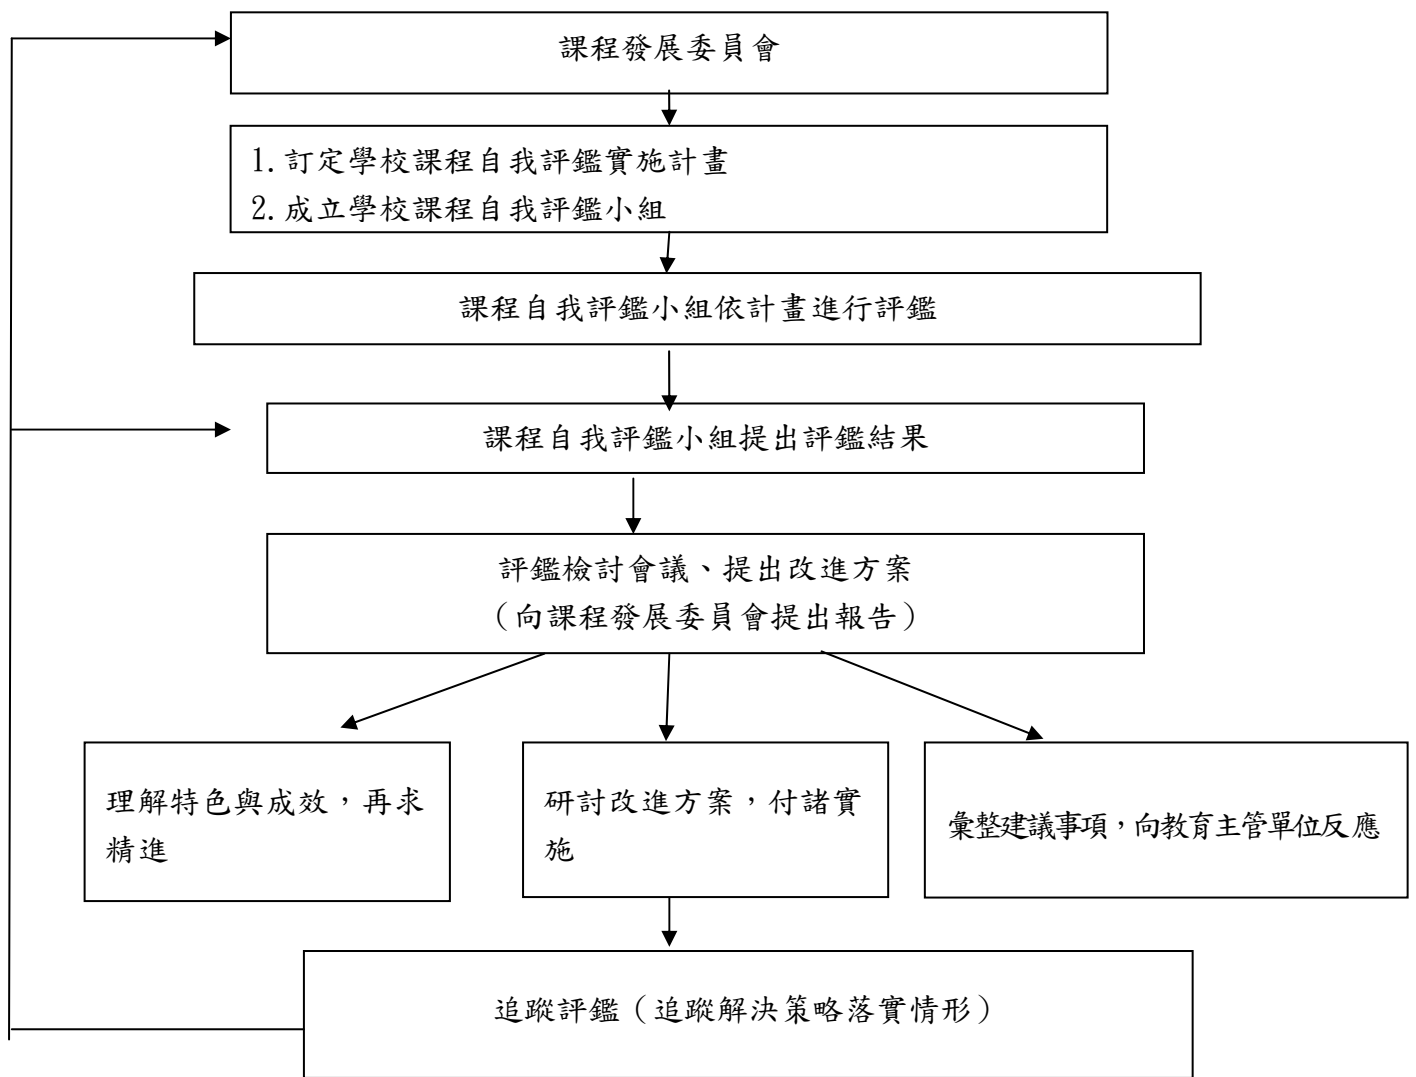 課程發展委員會
1.訂定學校課程自我評鑑實施計畫
2.成立學校課程自我評鑑小組
課程自我評鑑小組依計畫進行評鑑
課程自我評鑑小組提出評鑑結果
評鑑檢討會議、提出改進方案
（向課程發展委員會提出報告）
理解特色與成效，再求
精進
研討改進方案，付諸實
施
彙整建議事項，向教育主管單位反應
追蹤評鑑（追蹤解決策略落實情形）